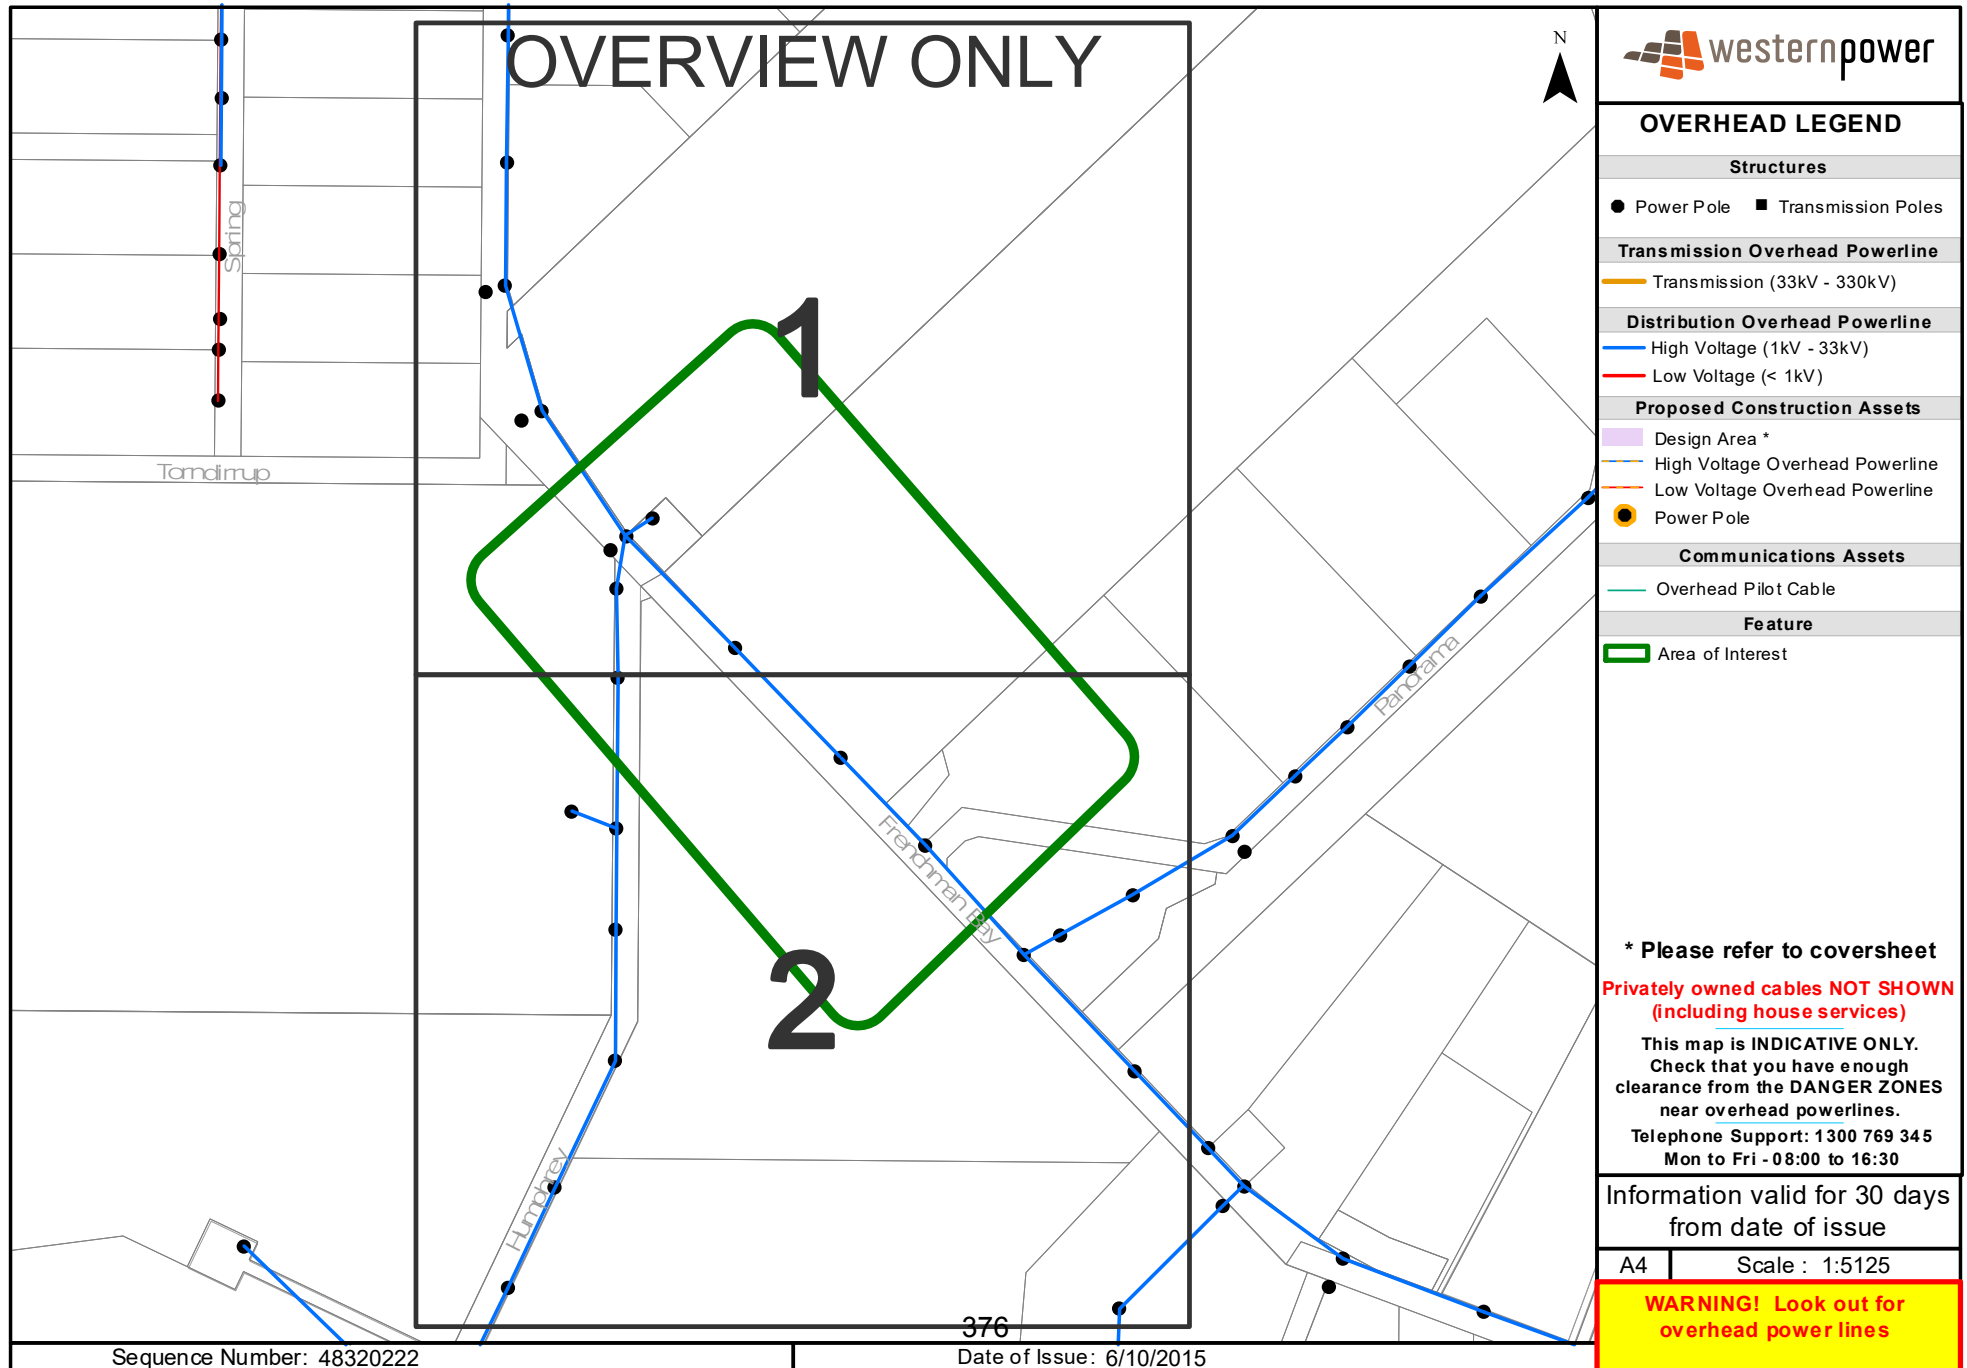 OVERVIEW ONLY
N
Spring
1
Torndirrup
Panorama
Frenchman Bay
2
Humphrey
376
Sequence Number: 48320222
Date of Issue: 6/10/2015
westernpower
OVERHEAD LEGEND
Structures
Power Pole
Transmission Poles
Transmission Overhead Powerline
Transmission (33kV - 330kV)
Distribution Overhead Powerline
High Voltage (1kV - 33kV)
Low Voltage (< 1kV)
Proposed Construction Assets
Design Area *
High Voltage Overhead Powerline
Low Voltage Overhead Powerline
Power Pole
Communications Assets
Overhead Pilot Cable
Feature
Area of Interest
* Please refer to coversheet
Privately owned cables NOT SHOWN
(including house services)
This map is INDICATIVE ONLY.
Check that you have enough
clearance from the DANGER ZONES
near overhead powerlines.
Telephone Support: 1300 769 345
Mon to Fri - 08:00 to 16:30
Information valid for 30 days
from date of issue
A4
Scale : 1:5125
WARNING! Look out for
overhead power lines